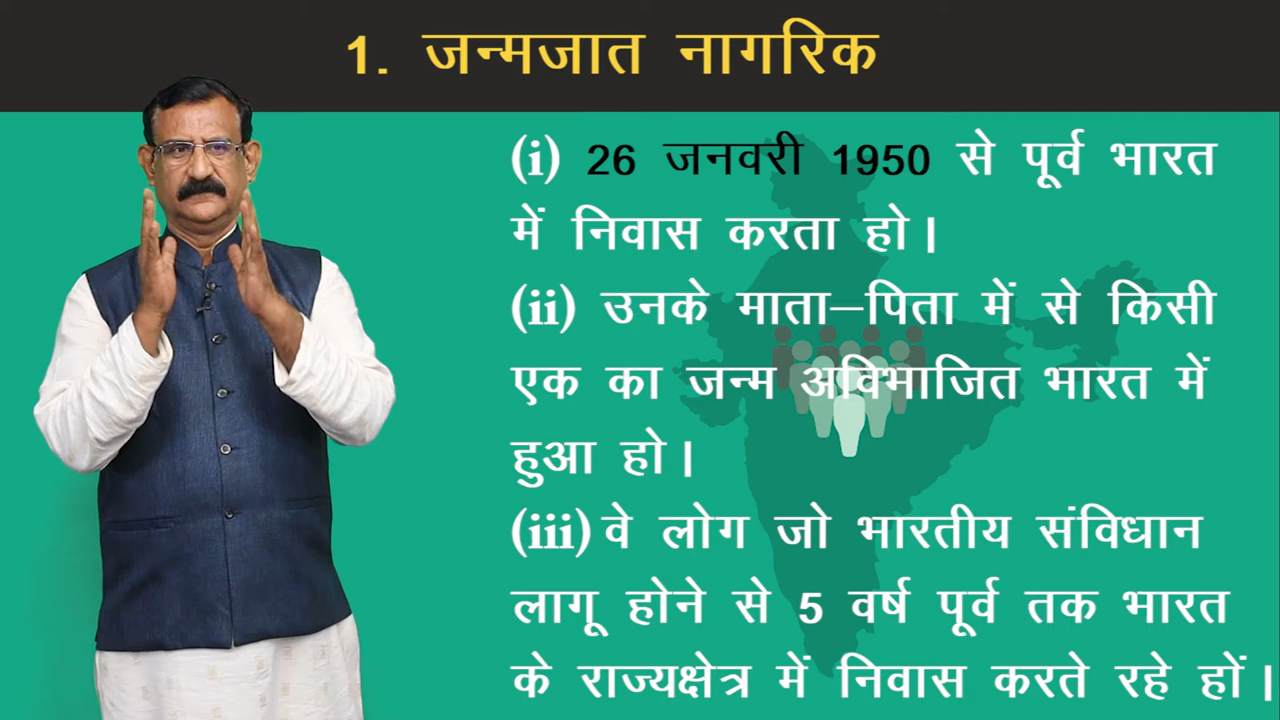 1. जन्मजात नागरिक
(i) 26 जनवरी 1950 से पूर्व भारत
में निवास करता हो।
(ii) उनके माता–पिता में से किसी
एक का जन्म अविभाजित भारत में
हुआ हो।
(iii) वे लोग जो भारतीय संविधान
लागू होने से 5 वर्ष पूर्व तक भारत
के राज्यक्षेत्र में निवास करते रहे हों।